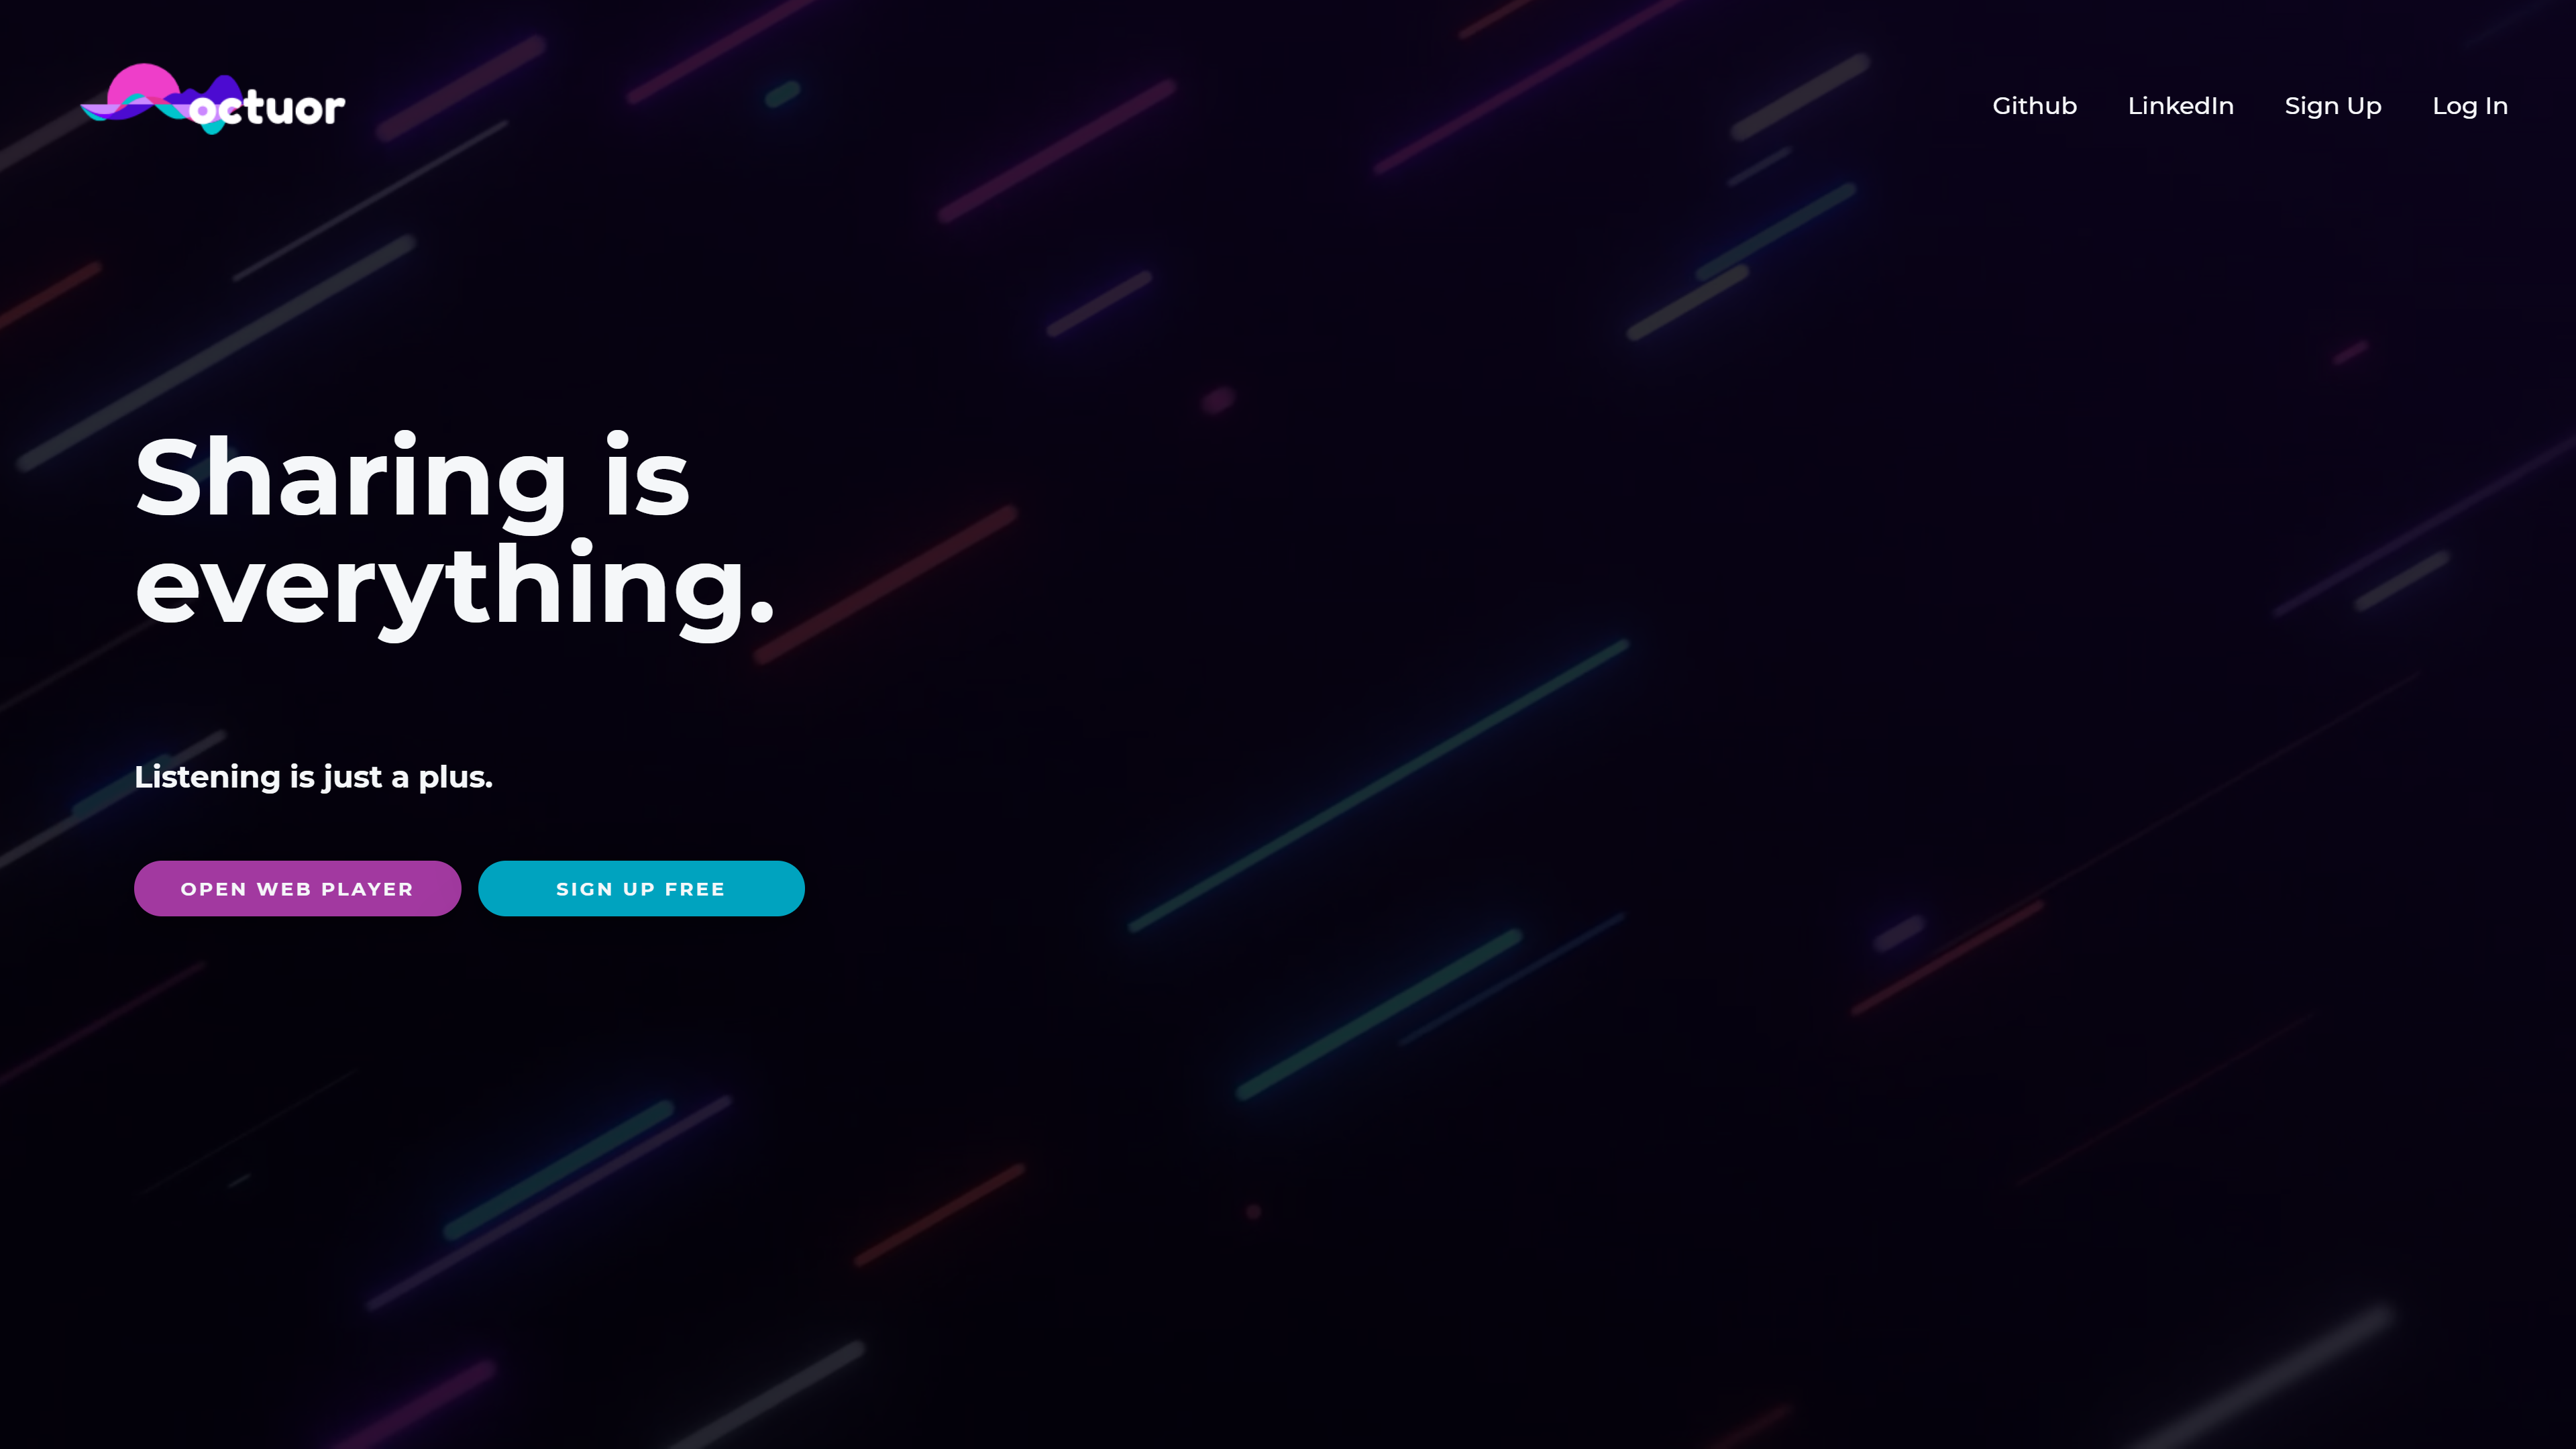 octuor
Github LinkedIn Sign Up Log In
Sharing is
everything.
Listening is just a plus.
OPEN WEB PLAYER SIGN UP FREE